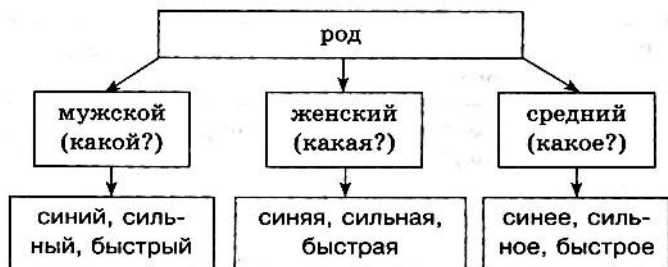 род
мужской
(какой?)
женский
(какая?)
средний
(какое?)
синий, силь-
ный, быстрый
синяя, сильная,
быстрая
синее, силь-
ное, быстрое